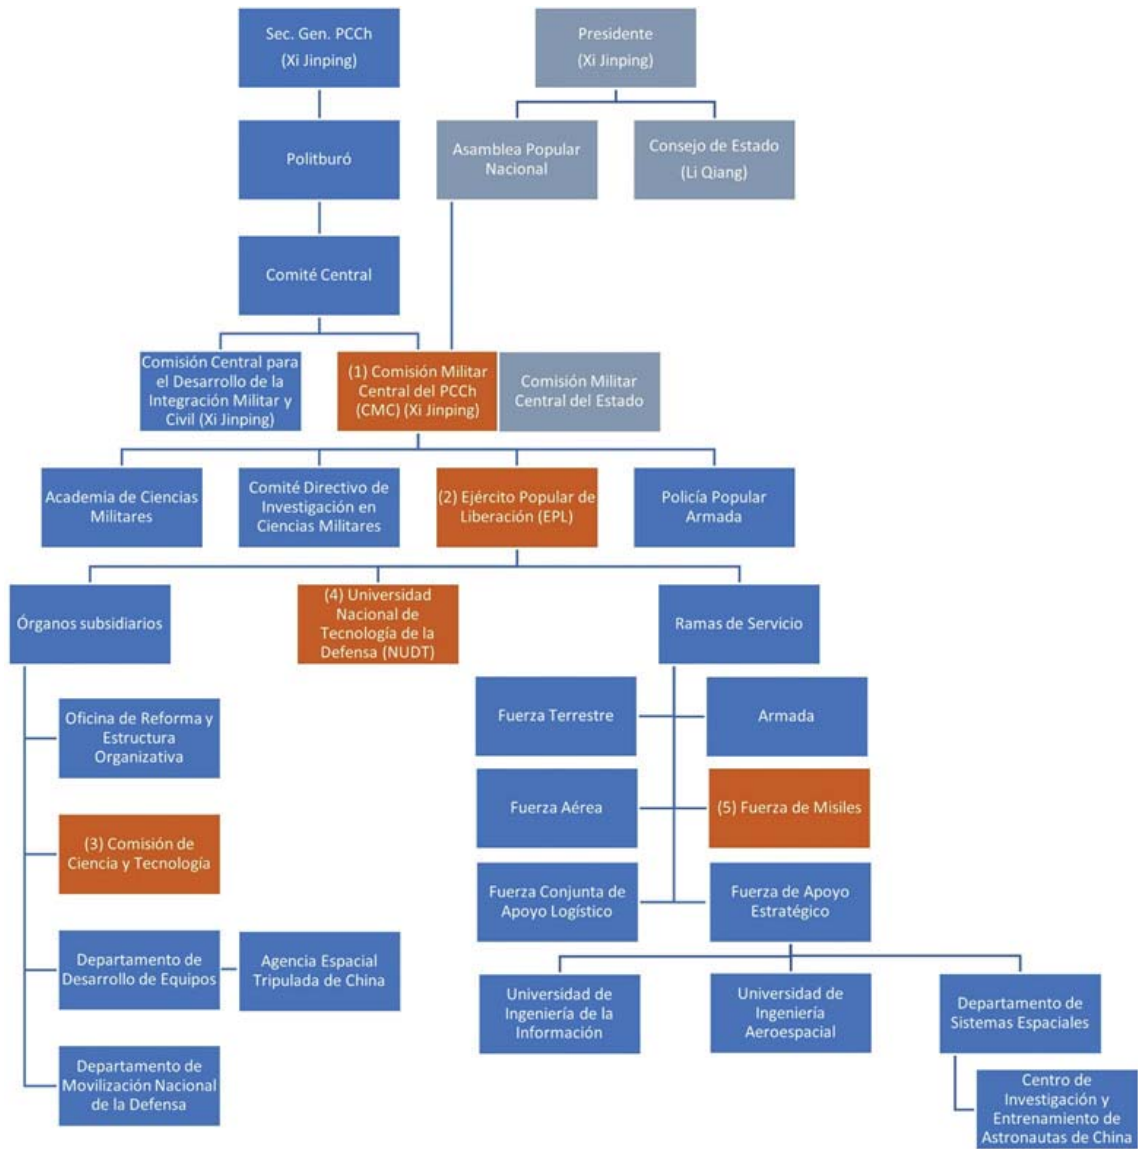 Sec. Gen. PCCh
(Xi Jinping)
Presidente
(Xi Jinping)
Politburó
Asamblea Popular
Nacional
Consejo de Estado
(Li Qiang)
Comité Central
Comisión Central para
el Desarrollo de la
Integración Militar y
Civil (Xi Jinping)
(1) Comisión Militar
Central del PCCh
(CMC) (Xi Jinping)
Comisión Militar
Central del Estado
Academia de Ciencias
Militares
Comité Directivo de
Investigación en
Ciencias Militares
(2) Ejército Popular de
Liberación (EPL)
Policía Popular
Armada
Órganos subsidiarios
(4) Universidad
Nacional de
Tecnología de la
Defensa (NUDT)
Ramas de Servicio
Oficina de Reforma y
Estructura
Organizativa
Fuerza Terrestre
Armada
(3) Comisión de
Ciencia y Tecnología
Fuerza Aérea
(5) Fuerza de Misiles
Fuerza Conjunta de
Apoyo Logístico
Fuerza de Apoyo
Estratégico
Departamento de
Desarrollo de Equipos
Agencia Espacial
Tripulada de China
Universidad de
Ingeniería de la
Información
Universidad de
Ingeniería
Aeroespacial
Departamento de
Sistemas Espaciales
Departamento de
Movilización Nacional
de la Defensa
Centro de
Investigación y
Entrenamiento de
Astronautas de China